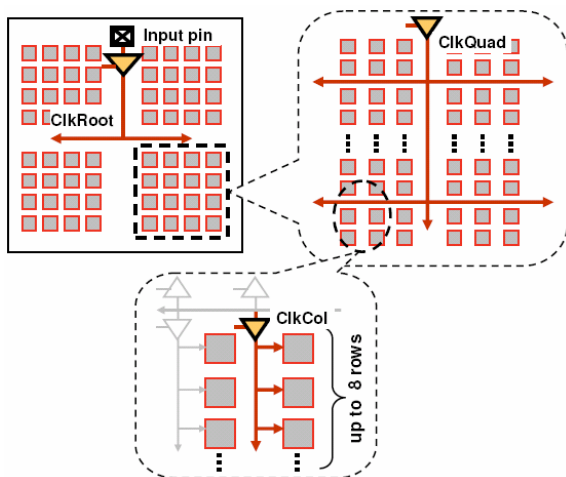 Input pin
ClkQuad
ClkRoot
ClkCol
up to 8 rows